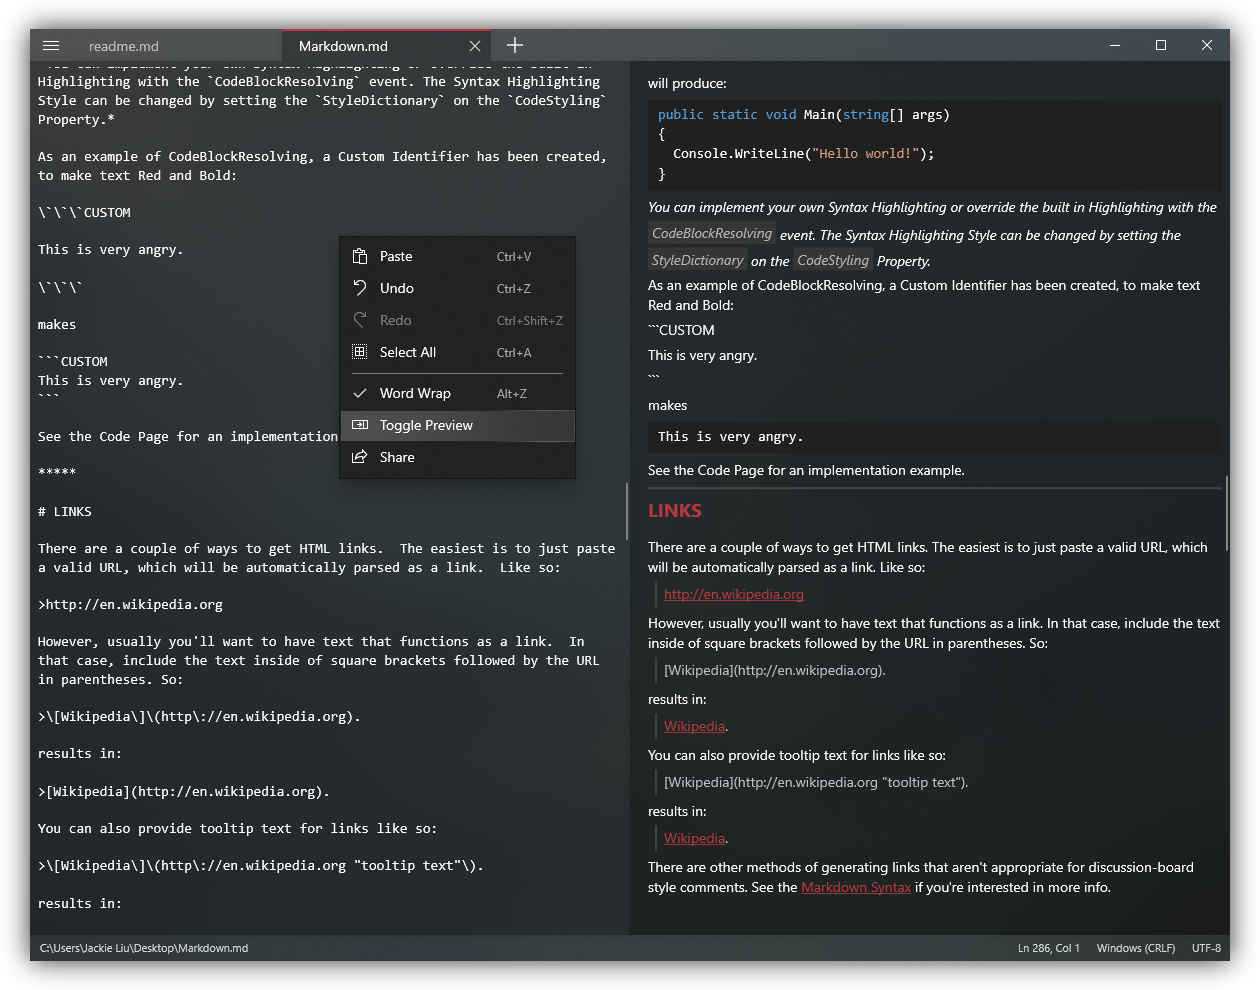 readme.md
Markdown.md
*You can implement your own Syntax Highlighting or override the built in
Highlighting with the `CodeBlockResolving` event. The Syntax Highlighting
Style can be changed by setting the `StyleDictionary` on the `CodeStyling`
Property.*
As an example of CodeBlockResolving, a Custom Identifier has been created,
to make text Red and Bold:
\`\`\`CUSTOM
This is very angry.
\`\`\`
makes
```CUSTOM
This is very angry.
```
See the Code Page for an implementation
*****
# LINKS
There are a couple of ways to get HTML links.  The easiest is to just paste
a valid URL, which will be automatically parsed as a link.  Like so:
>http://en.wikipedia.org
However, usually you'll want to have text that functions as a link.  In
that case, include the text inside of square brackets followed by the URL
in parentheses. So:
>\[Wikipedia\]\(http\://en.wikipedia.org).
results in:
>[Wikipedia](http://en.wikipedia.org).
You can also provide tooltip text for links like so:
>\[Wikipedia\]\(http\://en.wikipedia.org "tooltip text"\).
results in:
Paste Ctrl+V
Undo Ctrl+Z
Redo Ctrl+Shift+Z
Select All Ctrl+A
Word Wrap Alt+Z
Toggle Preview
Share
will produce:
public static void Main(string[] args)
{
Console.WriteLine("Hello world!");
}
You can implement your own Syntax Highlighting or override the built in Highlighting with the
CodeBlockResolving event. The Syntax Highlighting Style can be changed by setting the
StyleDictionary on the CodeStyling Property.
As an example of CodeBlockResolving, a Custom Identifier has been created, to make text
Red and Bold:
```CUSTOM
This is very angry.
```
makes
This is very angry.
See the Code Page for an implementation example.
LINKS
There are a couple of ways to get HTML links. The easiest is to just paste a valid URL, which
will be automatically parsed as a link. Like so:
http://en.wikipedia.org
However, usually you'll want to have text that functions as a link. In that case, include the text
inside of square brackets followed by the URL in parentheses. So:
[Wikipedia](http://en.wikipedia.org).
results in:
Wikipedia.
You can also provide tooltip text for links like so:
[Wikipedia](http://en.wikipedia.org "tooltip text").
results in:
Wikipedia.
There are other methods of generating links that aren't appropriate for discussion-board
style comments. See the Markdown Syntax if you're interested in more info.
C:\Users\Jackie Liu\Desktop\Markdown.md
Ln 286, Col 1
Windows (CRLF)
UTF-8